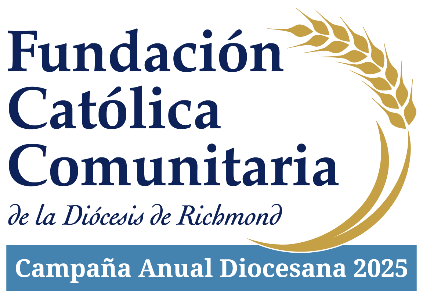 Fundación
Católica
Comunitaria
de la Diócesis de Richmond
Campaña Anual Diocesana 2025